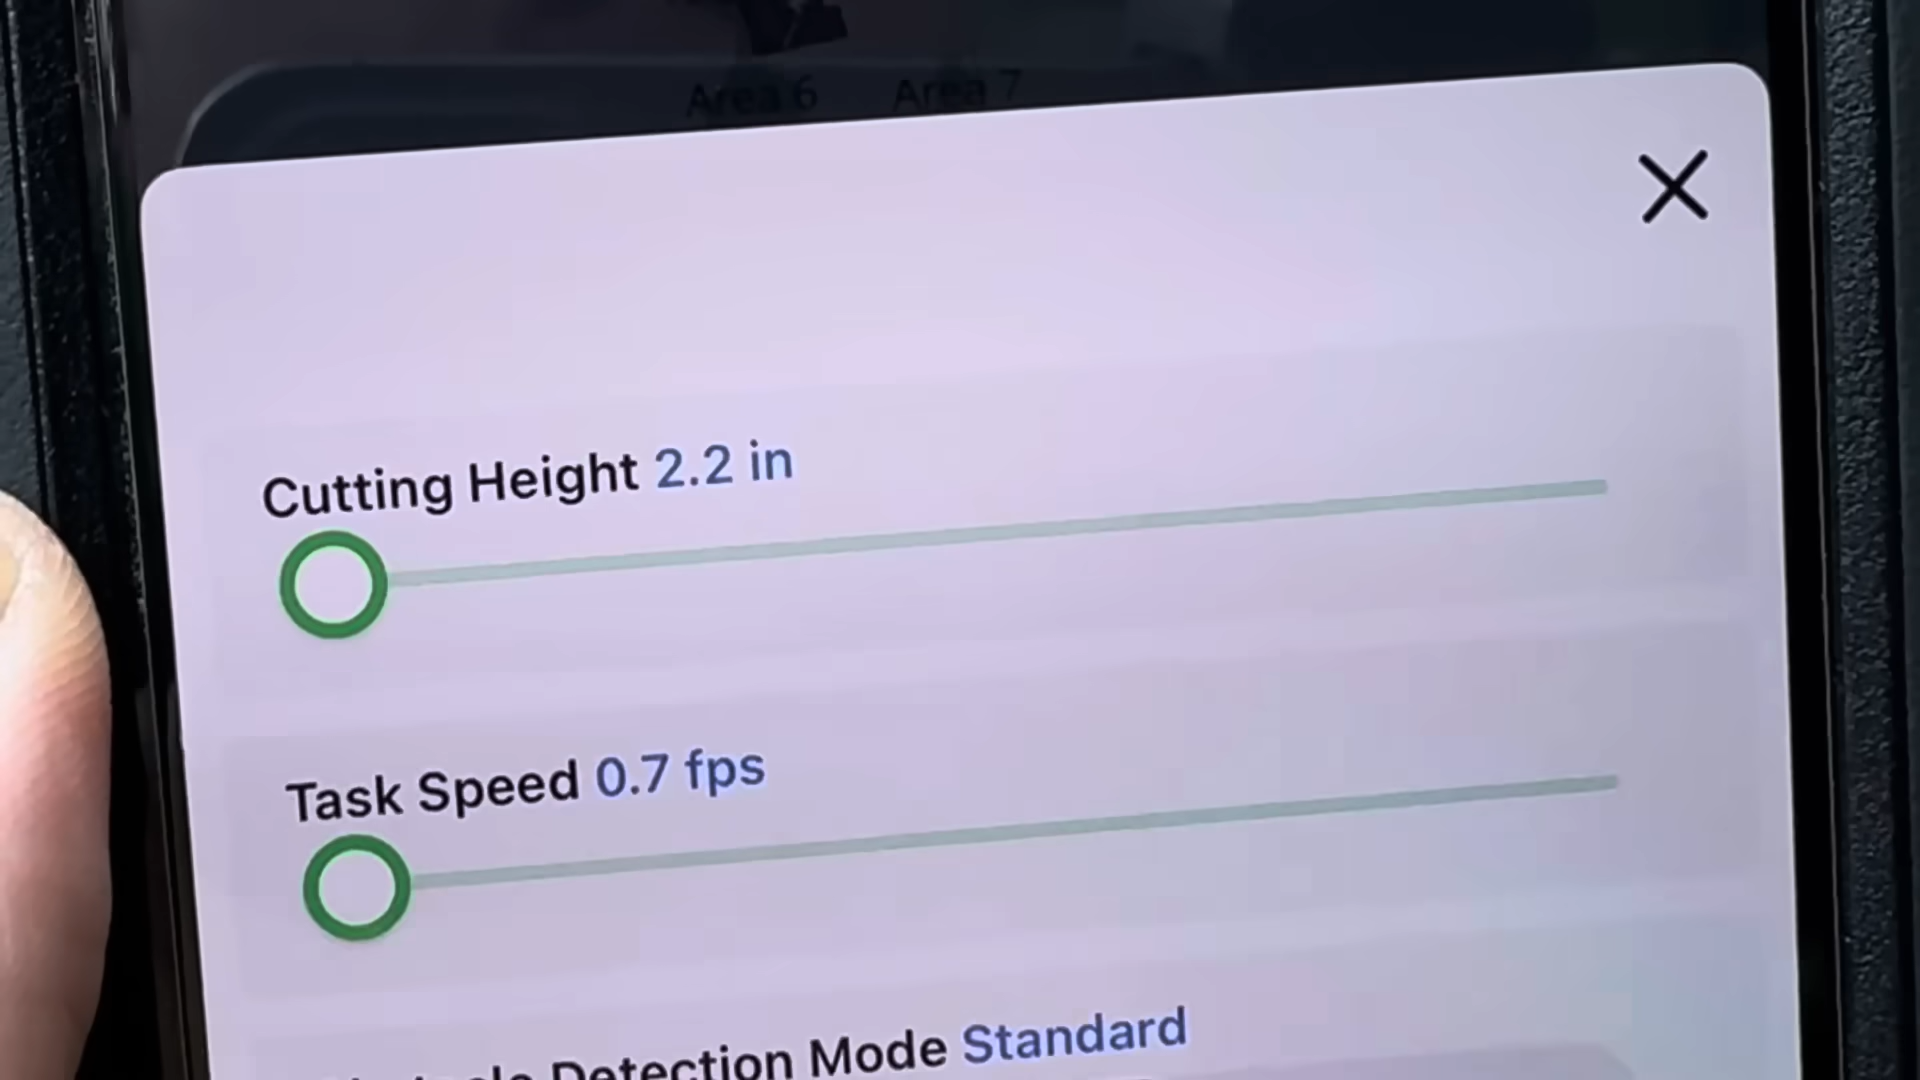 Area 6 Area 7
Cutting Height 2.2 in
Task Speed 0.7 fps
Detection Mode Standard